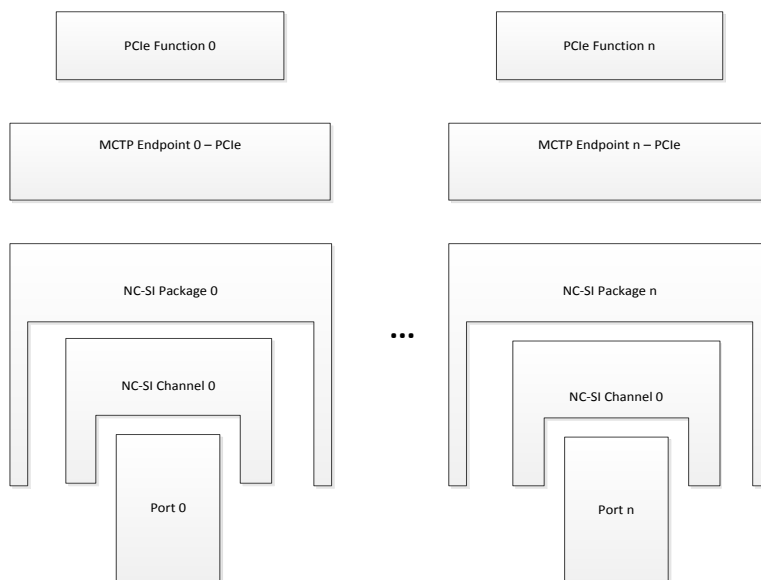 PCIe Function 0
PCIe Function n
MCTP Endpoint 0 – PCIe
MCTP Endpoint n – PCIe
NC-SI Package 0
NC-SI Package n
...
NC-SI Channel 0
NC-SI Channel 0
Port 0
Port n